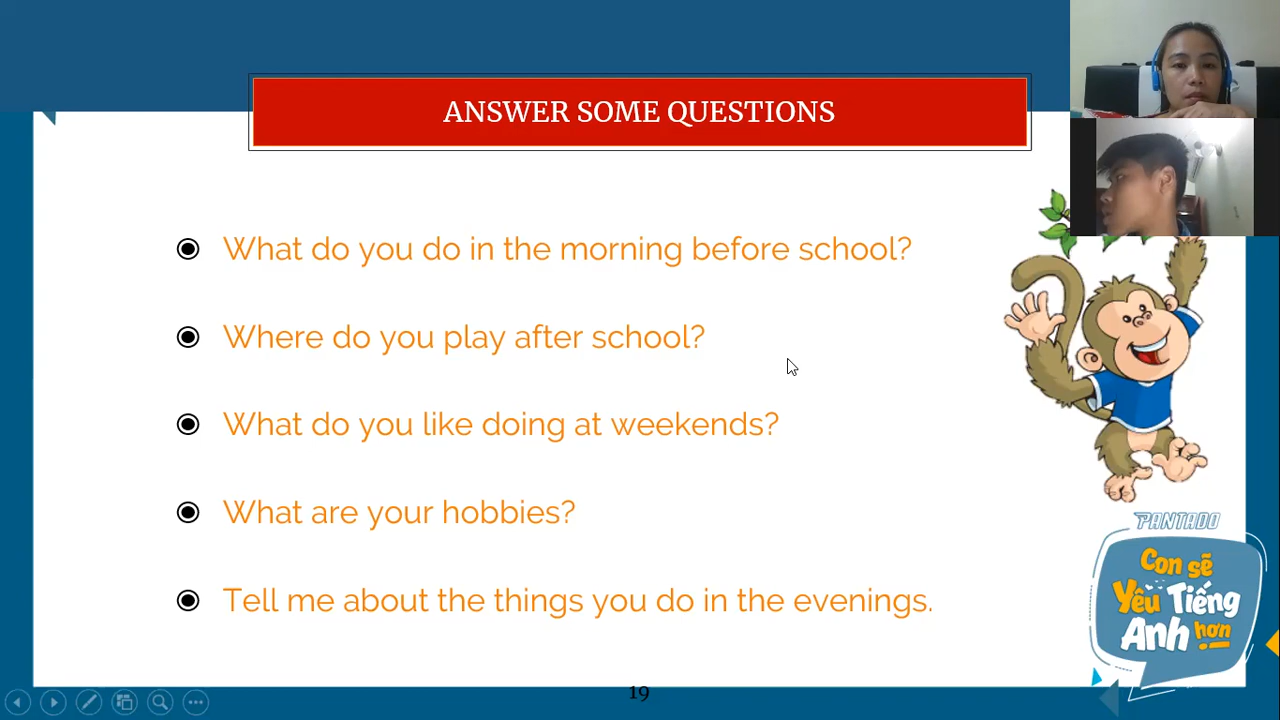 ANSWER SOME QUESTIONS
What do you do in the morning before school?
Where do you play after school?
What do you like doing at weekends?
What are your hobbies?
Tell me about the things you do in the evenings.
PANTADO
Con sẽ
Yêu Tiếng
Anh hơn
19